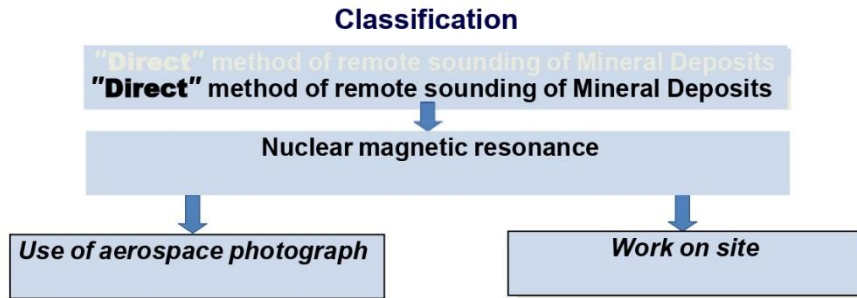 Classification
"Direct" method of remote sounding of Mineral Deposits
"Direct" method of remote sounding of Mineral Deposits
Nuclear magnetic resonance
Use of aerospace photograph
Work on site